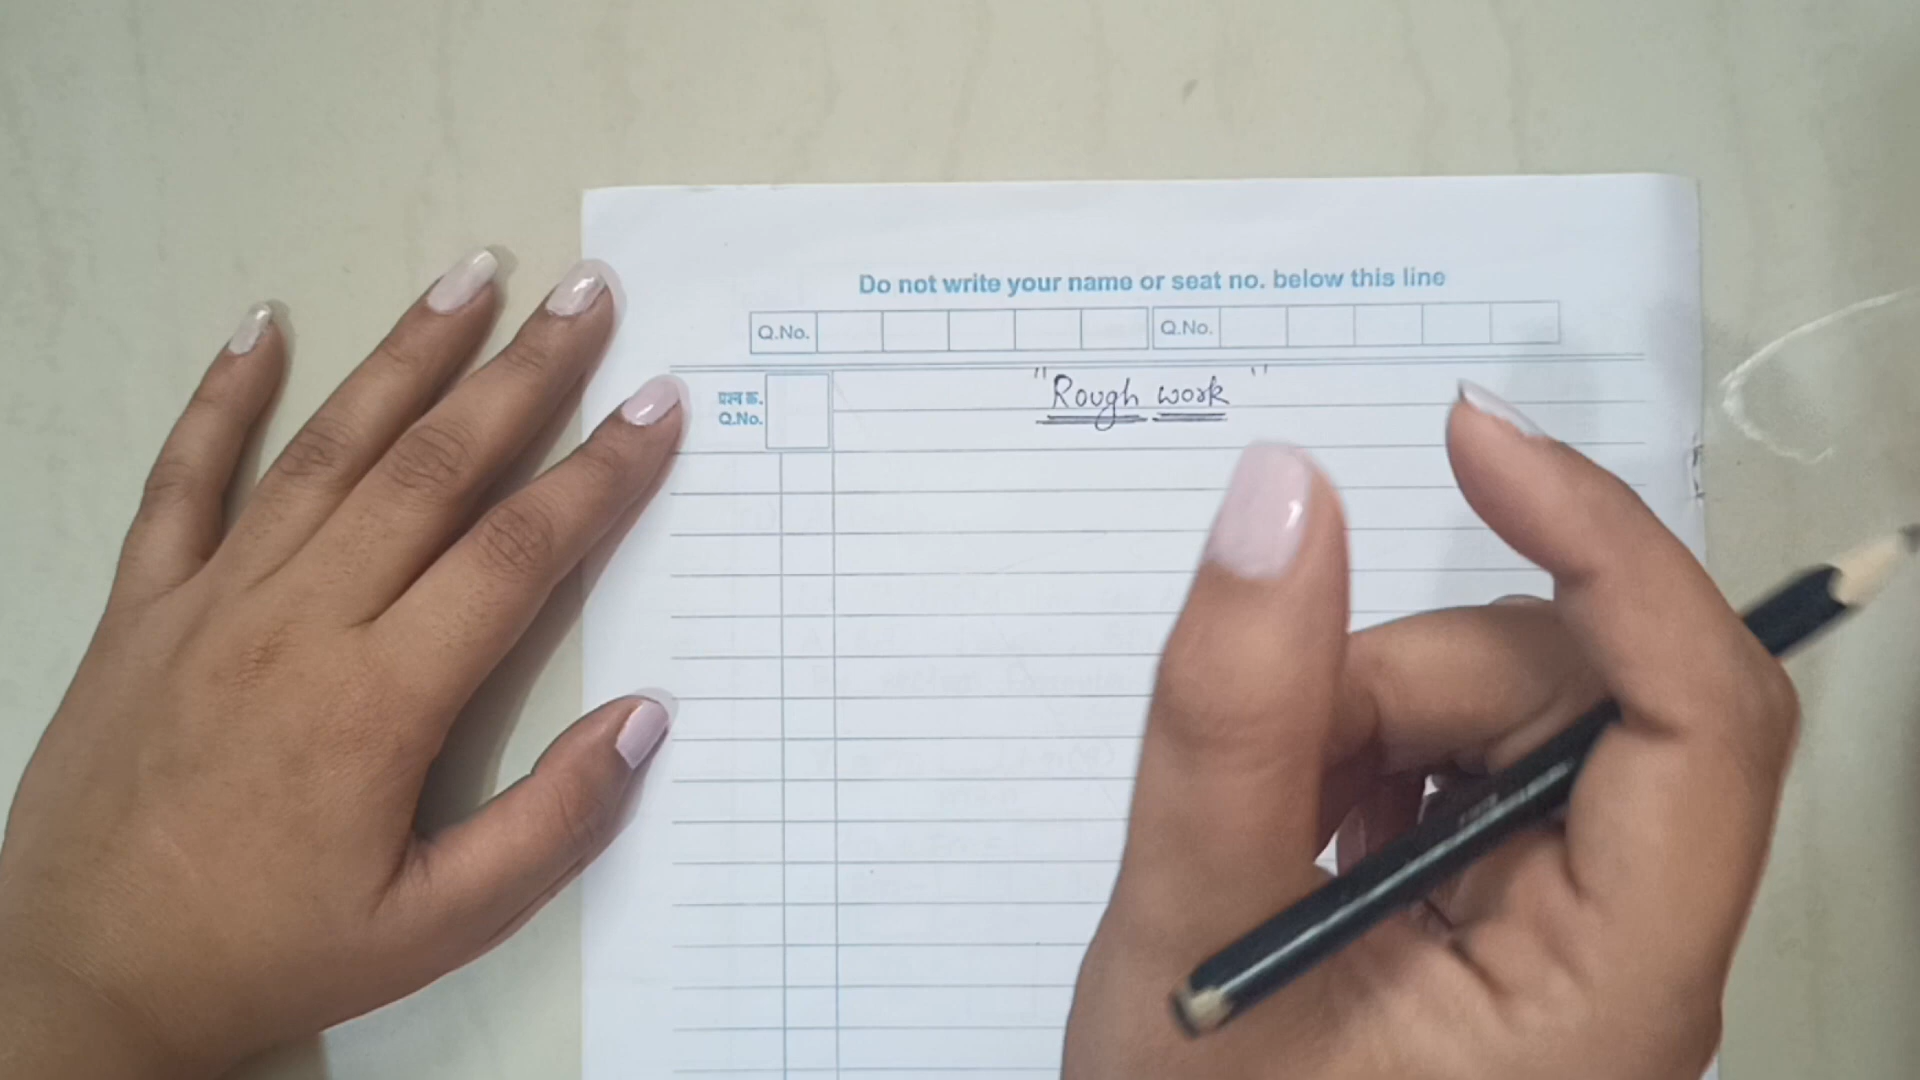 Do not write your name or seat no. below this line
Q.No. Q.No.
"Rough work"
प्रश्न क्र.
Q.No.